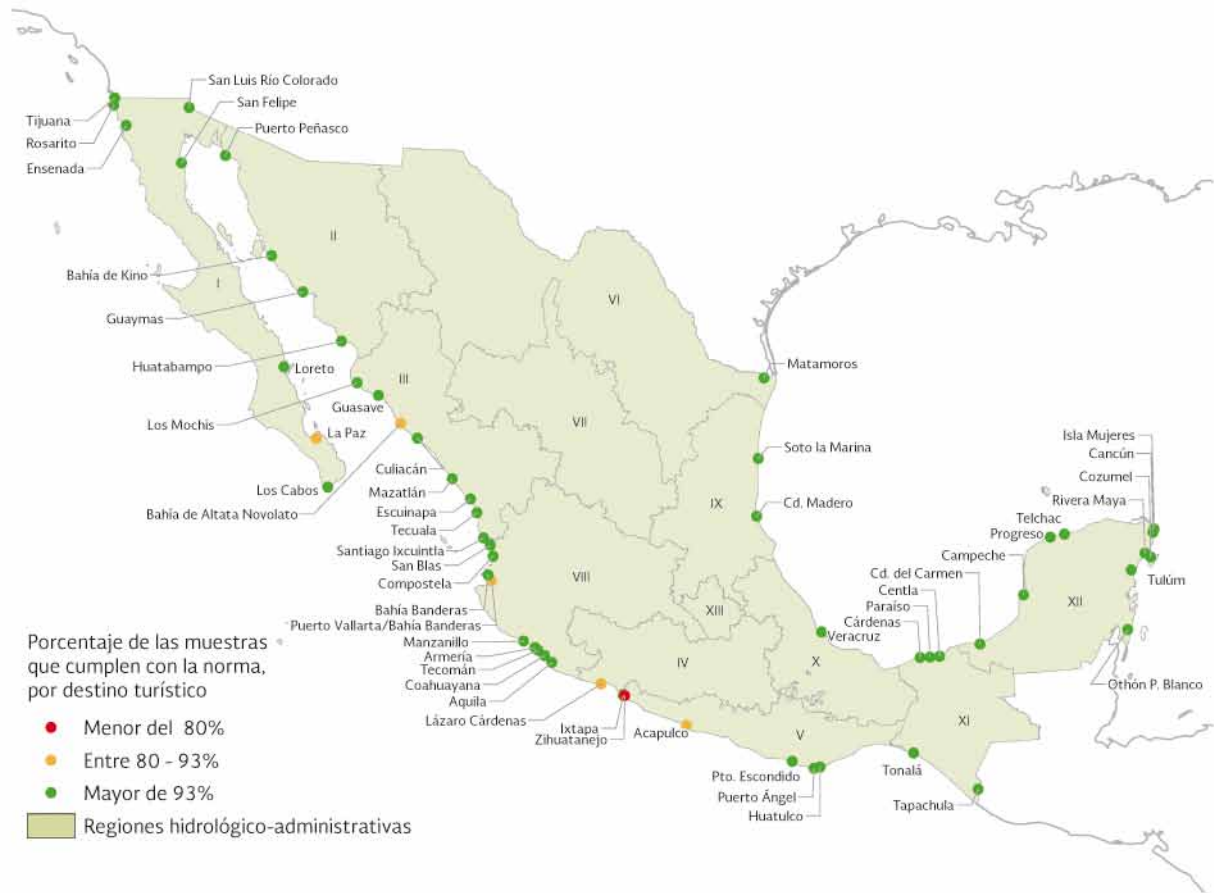 San Luis Río Colorado
San Felipe
Puerto Peñasco
Tijuana
Rosarito
Ensenada
II
Bahía de Kino
I
VI
Guaymas
Huatabampo
Loreto
Matamoros
III
Guasave
Los Mochis
La Paz
VII
Soto la Marina
Isla Mujeres
Cancún
Cozumel
Culiacán
Los Cabos
Mazatlán
Bahía de Altata Novolato
Escuinapa
IX
Cd. Madero
Rivera Maya
Telchac
Progreso
Tecuala
Santiago Ixcuintla
San Blas
Compostela
Campeche
Cd. del Carmen
Tulúm
VIII
XIII
Centla
XII
Bahía Banderas
Paraíso
Puerto Vallarta/Bahía Banderas
Cárdenas
Veracruz
Manzanillo
Armería
Tecomán
Coahuayana
Aquila
IV
X
Othón P. Blanco
Lázaro Cárdenas
Ixtapa
Zihuatanejo
Acapulco
V
XI
Pto. Escondido
Puerto Ángel
Huatulco
Tonalá
Tapachula
Porcentaje de las muestras
que cumplen con la norma,
por destino turístico
Menor del 80%
Entre 80 - 93%
Mayor de 93%
Regiones hidrológico-administrativas